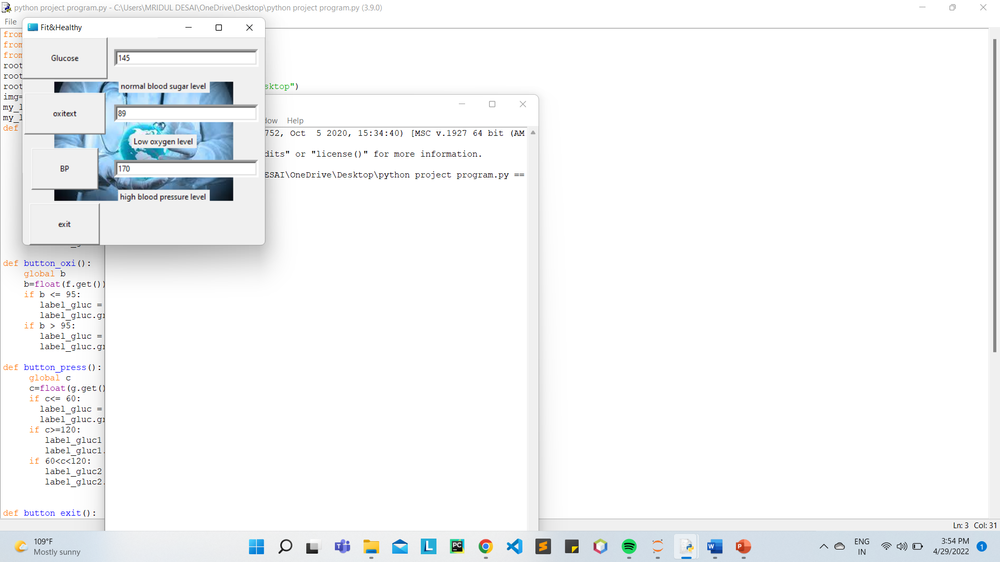 python project program.py - C:\Users\MRIDUL DESAI\OneDrive\Desktop\python project program.py (3.9.0)
File
Fit&Healthy
from
from
from
root
root
root
sktop")
img=
my_l
my_l
def
Glucose
145
normal blood sugar level
oxitext
89
Low oxygen level
BP
170
high blood pressure level
exit
dow Help
752, Oct  5 2020, 15:34:40) [MSC v.1927 64 bit (AM
dits" or "license()" for more information.
ESAI\OneDrive\Desktop\python project program.py ==
def button_oxi():
global b
b=float(f.get())
if b <= 95:
label_gluc =
label_gluc.gr
if b > 95:
label_gluc =
label_gluc.gr
def button_press():
global c
c=float(g.get()
if c<= 60:
label_gluc =
label_gluc.gr
if c>=120:
label_gluc1
label_gluc1.
if 60<c<120:
label_gluc2
label_gluc2.
def button exit():
Ln: 3 Col: 31
109°F
Mostly sunny
ENG
IN
3:54 PM
4/29/2022
1